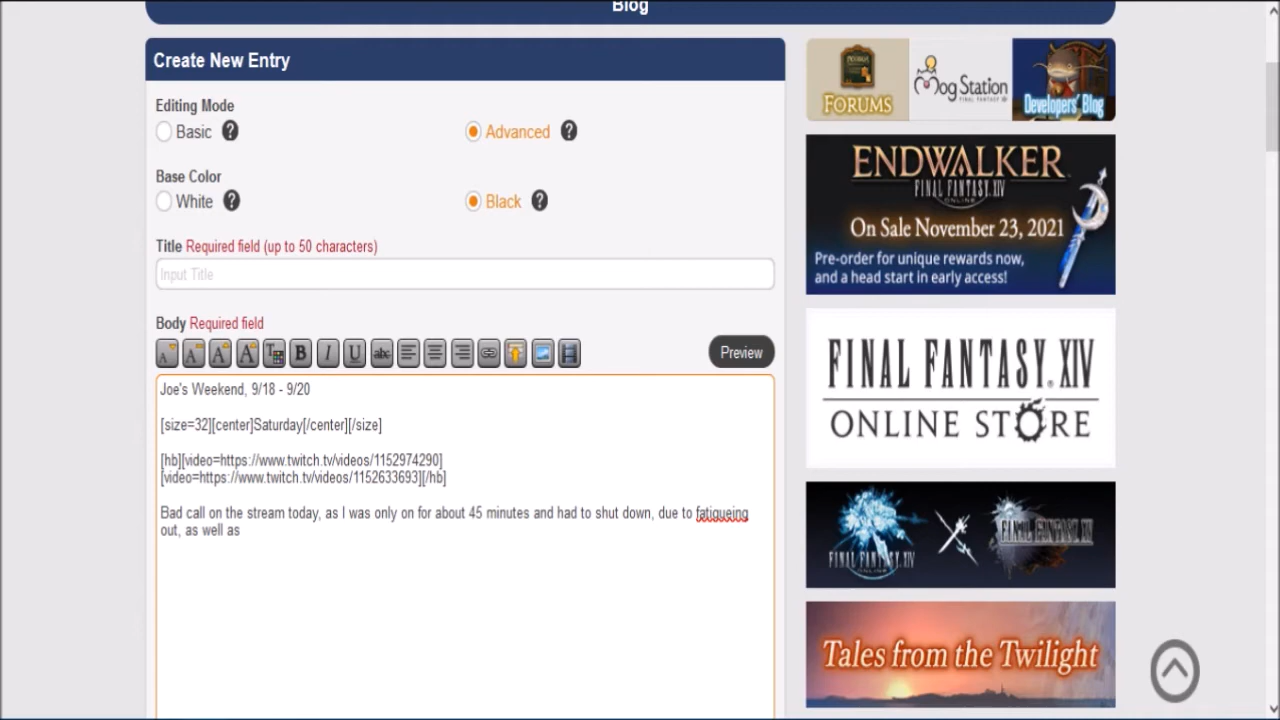 Blog
Create New Entry
Editing Mode
Basic ? Advanced ?
Base Color
White ? Black ?
Title Required field (up to 50 characters)
Input Title
Body Required field
B I U abc
Preview
Joe's Weekend, 9/18 - 9/20
[size=32][center]Saturday[/center][/size]
[hb][video=https://www.twitch.tv/videos/1152974290]
[video=https://www.twitch.tv/videos/1152633693][/hb]
Bad call on the stream today, as I was only on for about 45 minutes and had to shut down, due to fatigueing
out, as well as
FORUMS
Mog Station
FINAL FANTASY XIV
Developers' Blog
ENDWALKER
FINAL FANTASY XIV
ONLINE
On Sale November 23, 2021
Pre-order for unique rewards now,
and a head start in early access!
FINAL FANTASY XIV
ONLINE STORE
FINAL FANTASY XIV
ONLINE
FINAL FANTASY XV
Tales from the Twilight